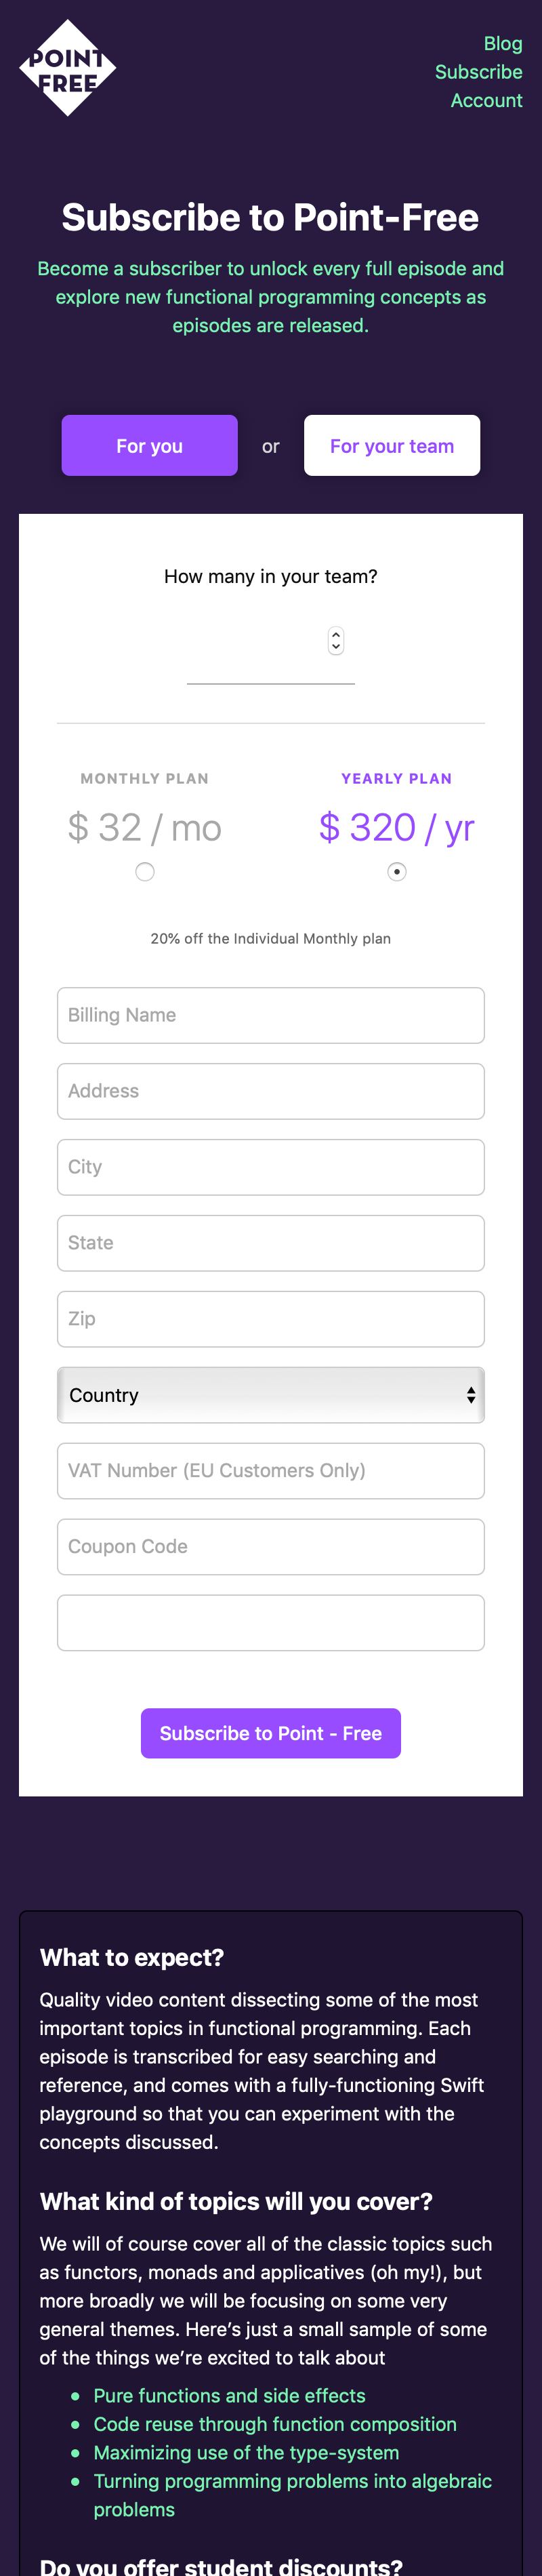 POINT
FREE
Blog
Subscribe
Account
Subscribe to Point-Free
Become a subscriber to unlock every full episode and
explore new functional programming concepts as
episodes are released.
For you
or
For your team
How many in your team?
MONTHLY PLAN
$ 32 / mo
YEARLY PLAN
$ 320 / yr
20% off the Individual Monthly plan
Billing Name
Address
City
State
Zip
Country
VAT Number (EU Customers Only)
Coupon Code
Subscribe to Point - Free
What to expect?
Quality video content dissecting some of the most
important topics in functional programming. Each
episode is transcribed for easy searching and
reference, and comes with a fully-functioning Swift
playground so that you can experiment with the
concepts discussed.
What kind of topics will you cover?
We will of course cover all of the classic topics such
as functors, monads and applicatives (oh my!), but
more broadly we will be focusing on some very
general themes. Here’s just a small sample of some
of the things we’re excited to talk about
Pure functions and side effects
Code reuse through function composition
Maximizing use of the type-system
Turning programming problems into algebraic
problems
Do you offer student discounts?